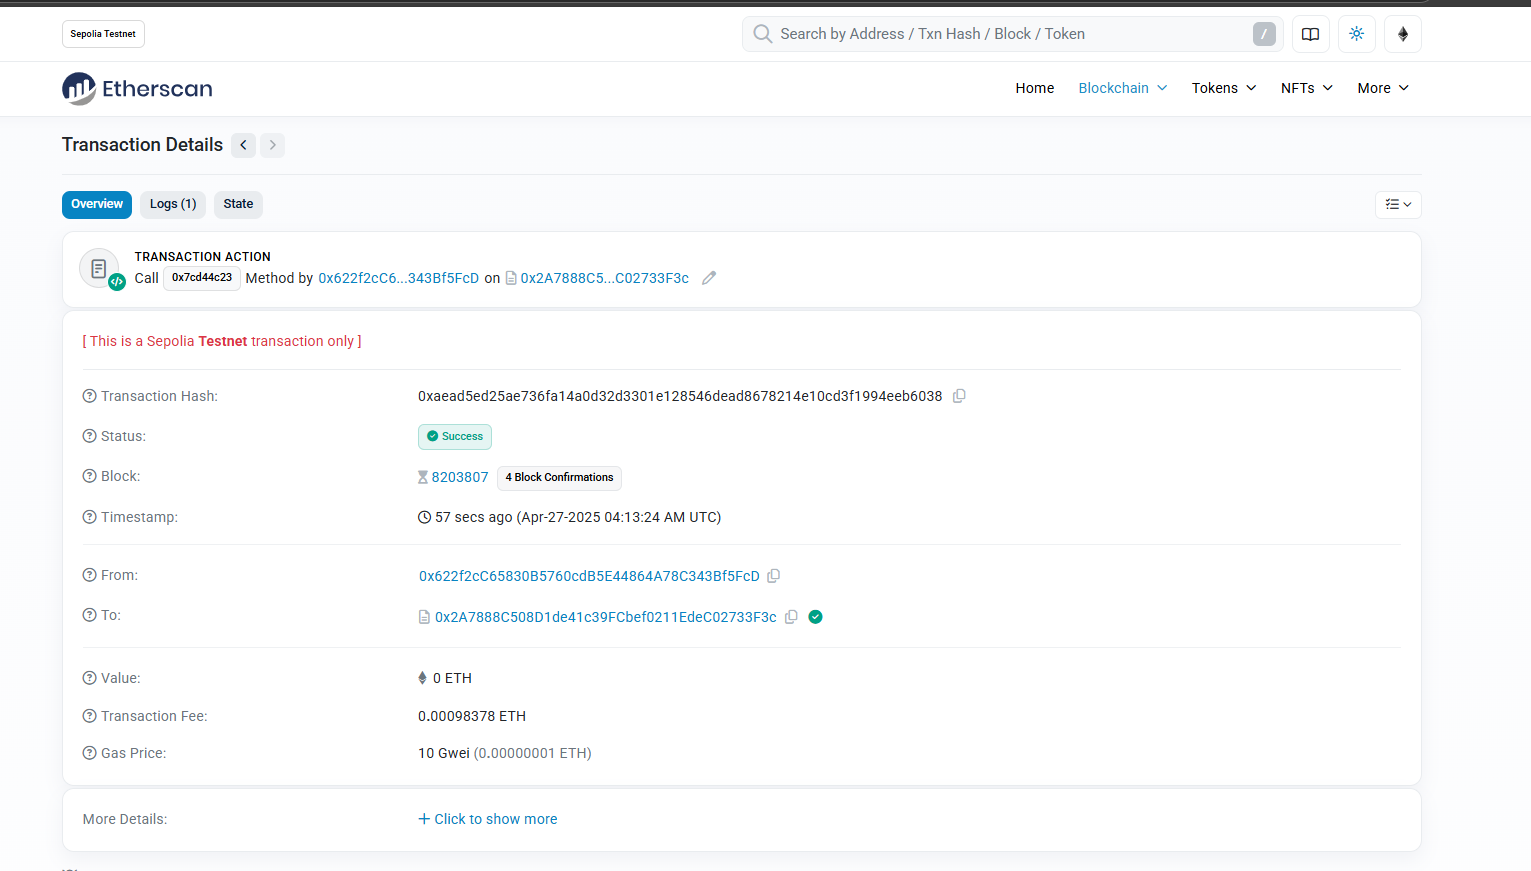 Sepolia Testnet
Search by Address / Txn Hash / Block / Token /
Etherscan
Home Blockchain Tokens NFTs More
Transaction Details
Overview Logs (1) State
TRANSACTION ACTION
Call 0x7cd44c23 Method by 0x622f2cC6...343Bf5FcD on 0x2A7888C5...C02733F3c
[ This is a Sepolia Testnet transaction only ]
Transaction Hash: 0xaead5ed25ae736fa14a0d32d3301e128546dead8678214e10cd3f1994eeb6038
Status: Success
Block: 8203807 4 Block Confirmations
Timestamp: 57 secs ago (Apr-27-2025 04:13:24 AM UTC)
From: 0x622f2cC65830B5760cdB5E44864A78C343Bf5FcD
To: 0x2A7888C508D1de41c39FCbef0211EdeC02733F3c
Value: 0 ETH
Transaction Fee: 0.00098378 ETH
Gas Price: 10 Gwei (0.00000001 ETH)
More Details: + Click to show more